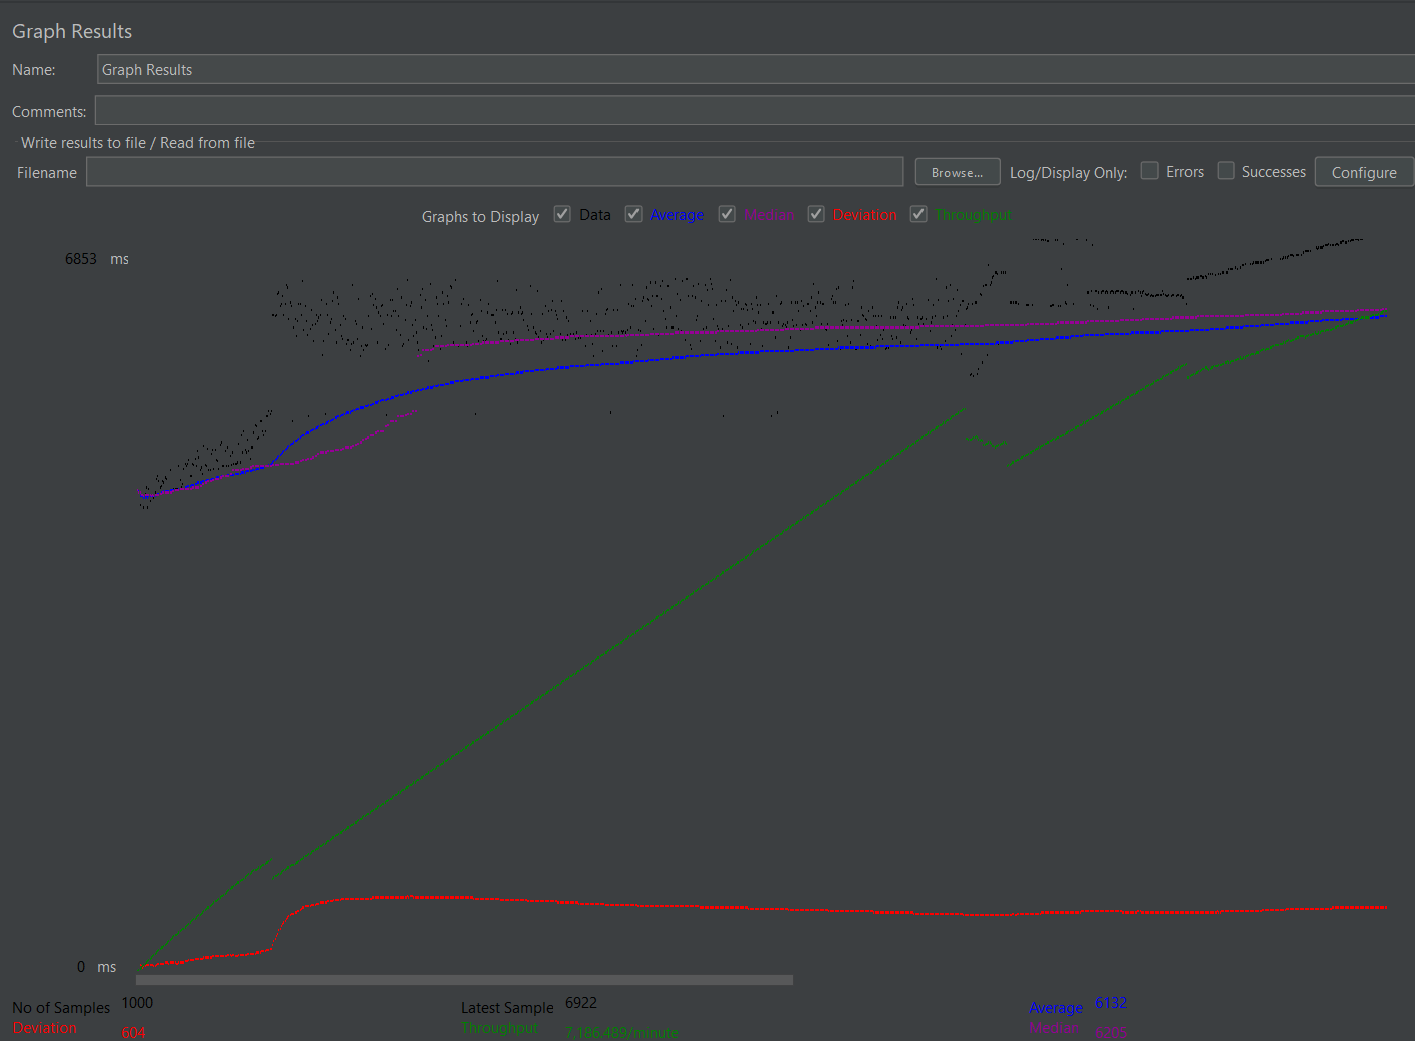 Graph Results
Name: Graph Results
Comments:
Write results to file / Read from file
Filename Browse... Log/Display Only: Errors Successes Configure
Graphs to Display Data Average Median Deviation Throughput
6853 ms
0 ms
No of Samples 1000 Latest Sample 6922 Average 6132
Deviation 604 Throughput 7,186.489/minute Median